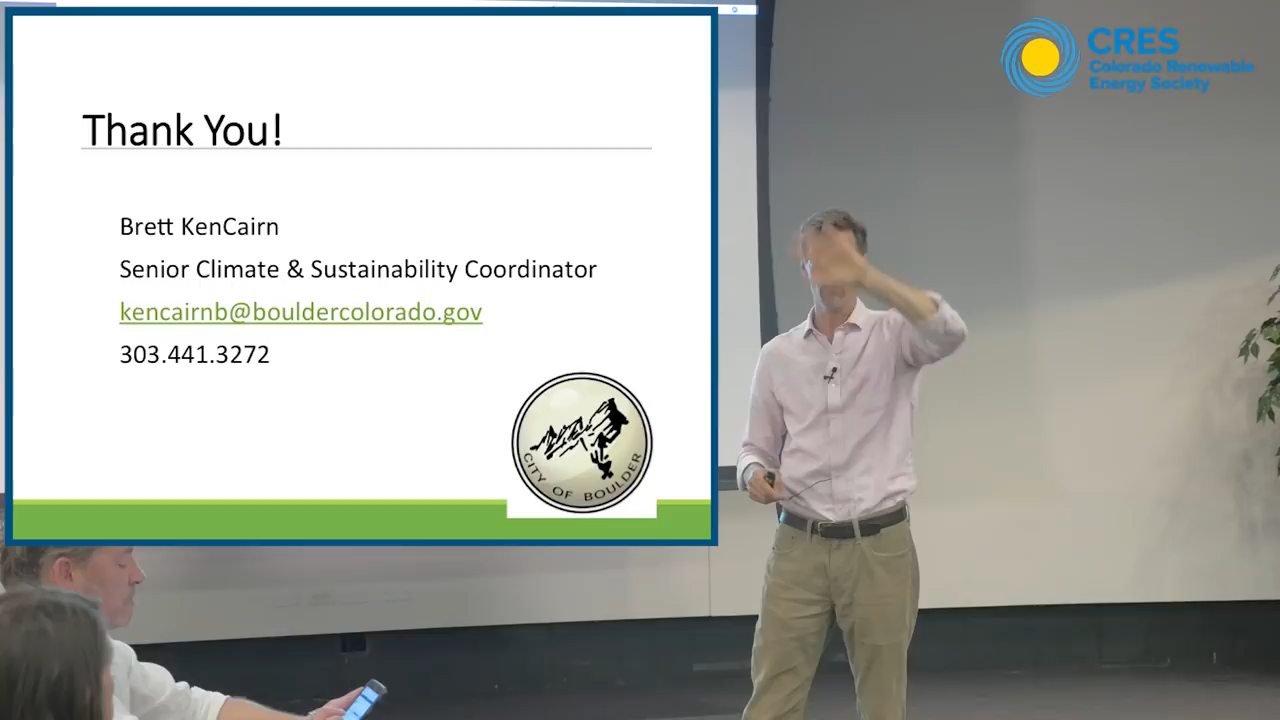 Thank You!
Brett KenCairn
Senior Climate & Sustainability Coordinator
kencairnb@bouldercolorado.gov
303.441.3272
CITY OF BOULDER
CRES
Colorado Renewable
Energy Society